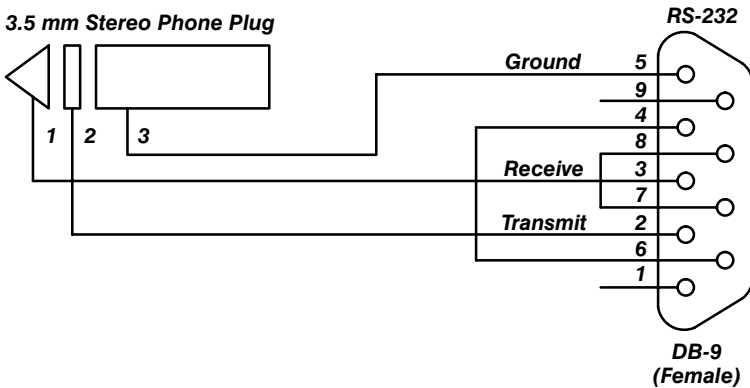 3.5 mm Stereo Phone Plug
RS-232
Ground 5
9
4
1 2 3
8
Receive 3
7
Transmit 2
6
1
DB-9
(Female)